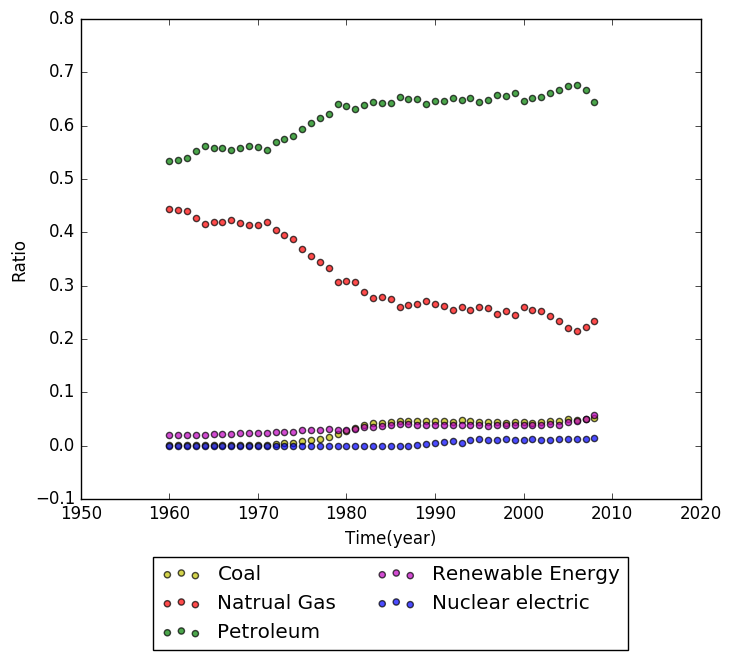 0.8
0.7
0.6
0.5
0.4
0.3
0.2
0.1
0.0
−0.1
Ratio
1950 1960 1970 1980 1990 2000 2010 2020
Time(year)
Coal Renewable Energy
Natrual Gas Nuclear electric
Petroleum